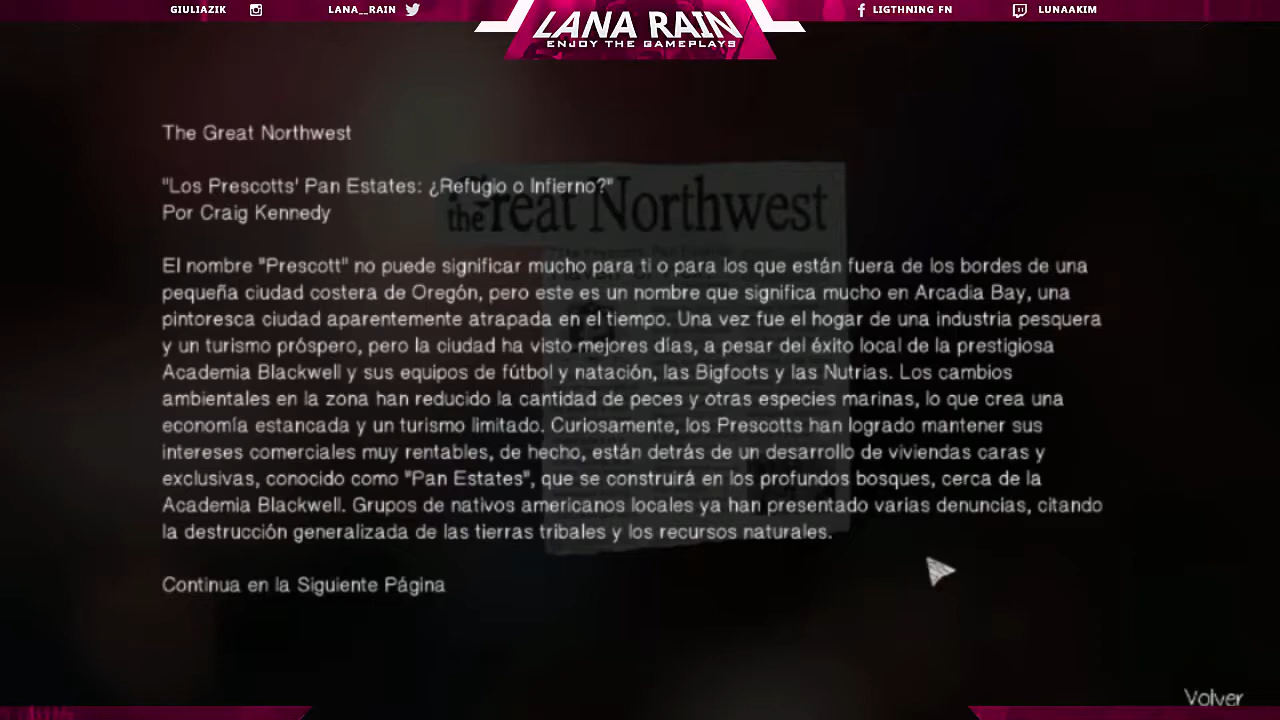 GIULIAZIK
LANA__RAIN
LANA RAIN
ENJOY THE GAMEPLAYS
LIGTHNING FN
LUNAAKIM
The Great Northwest
"Los Prescotts' Pan Estates: ¿Refugio o Infierno?"
Por Craig Kennedy
the Great Northwest
El nombre "Prescott" no puede significar mucho para ti o para los que están fuera de los bordes de una
pequeña ciudad costera de Oregón, pero este es un nombre que significa mucho en Arcadia Bay, una
pintoresca ciudad aparentemente atrapada en el tiempo. Una vez fue el hogar de una industria pesquera
y un turismo próspero, pero la ciudad ha visto mejores días, a pesar del éxito local de la prestigiosa
Academia Blackwell y sus equipos de fútbol y natación, las Bigfoots y las Nutrias. Los cambios
ambientales en la zona han reducido la cantidad de peces y otras especies marinas, lo que crea una
economía estancada y un turismo limitado. Curiosamente, los Prescotts han logrado mantener sus
intereses comerciales muy rentables, de hecho, están detrás de un desarrollo de viviendas caras y
exclusivas, conocido como "Pan Estates", que se construirá en los profundos bosques, cerca de la
Academia Blackwell. Grupos de nativos americanos locales ya han presentado varias denuncias, citando
la destrucción generalizada de las tierras tribales y los recursos naturales.
Continua en la Siguiente Página
Volver